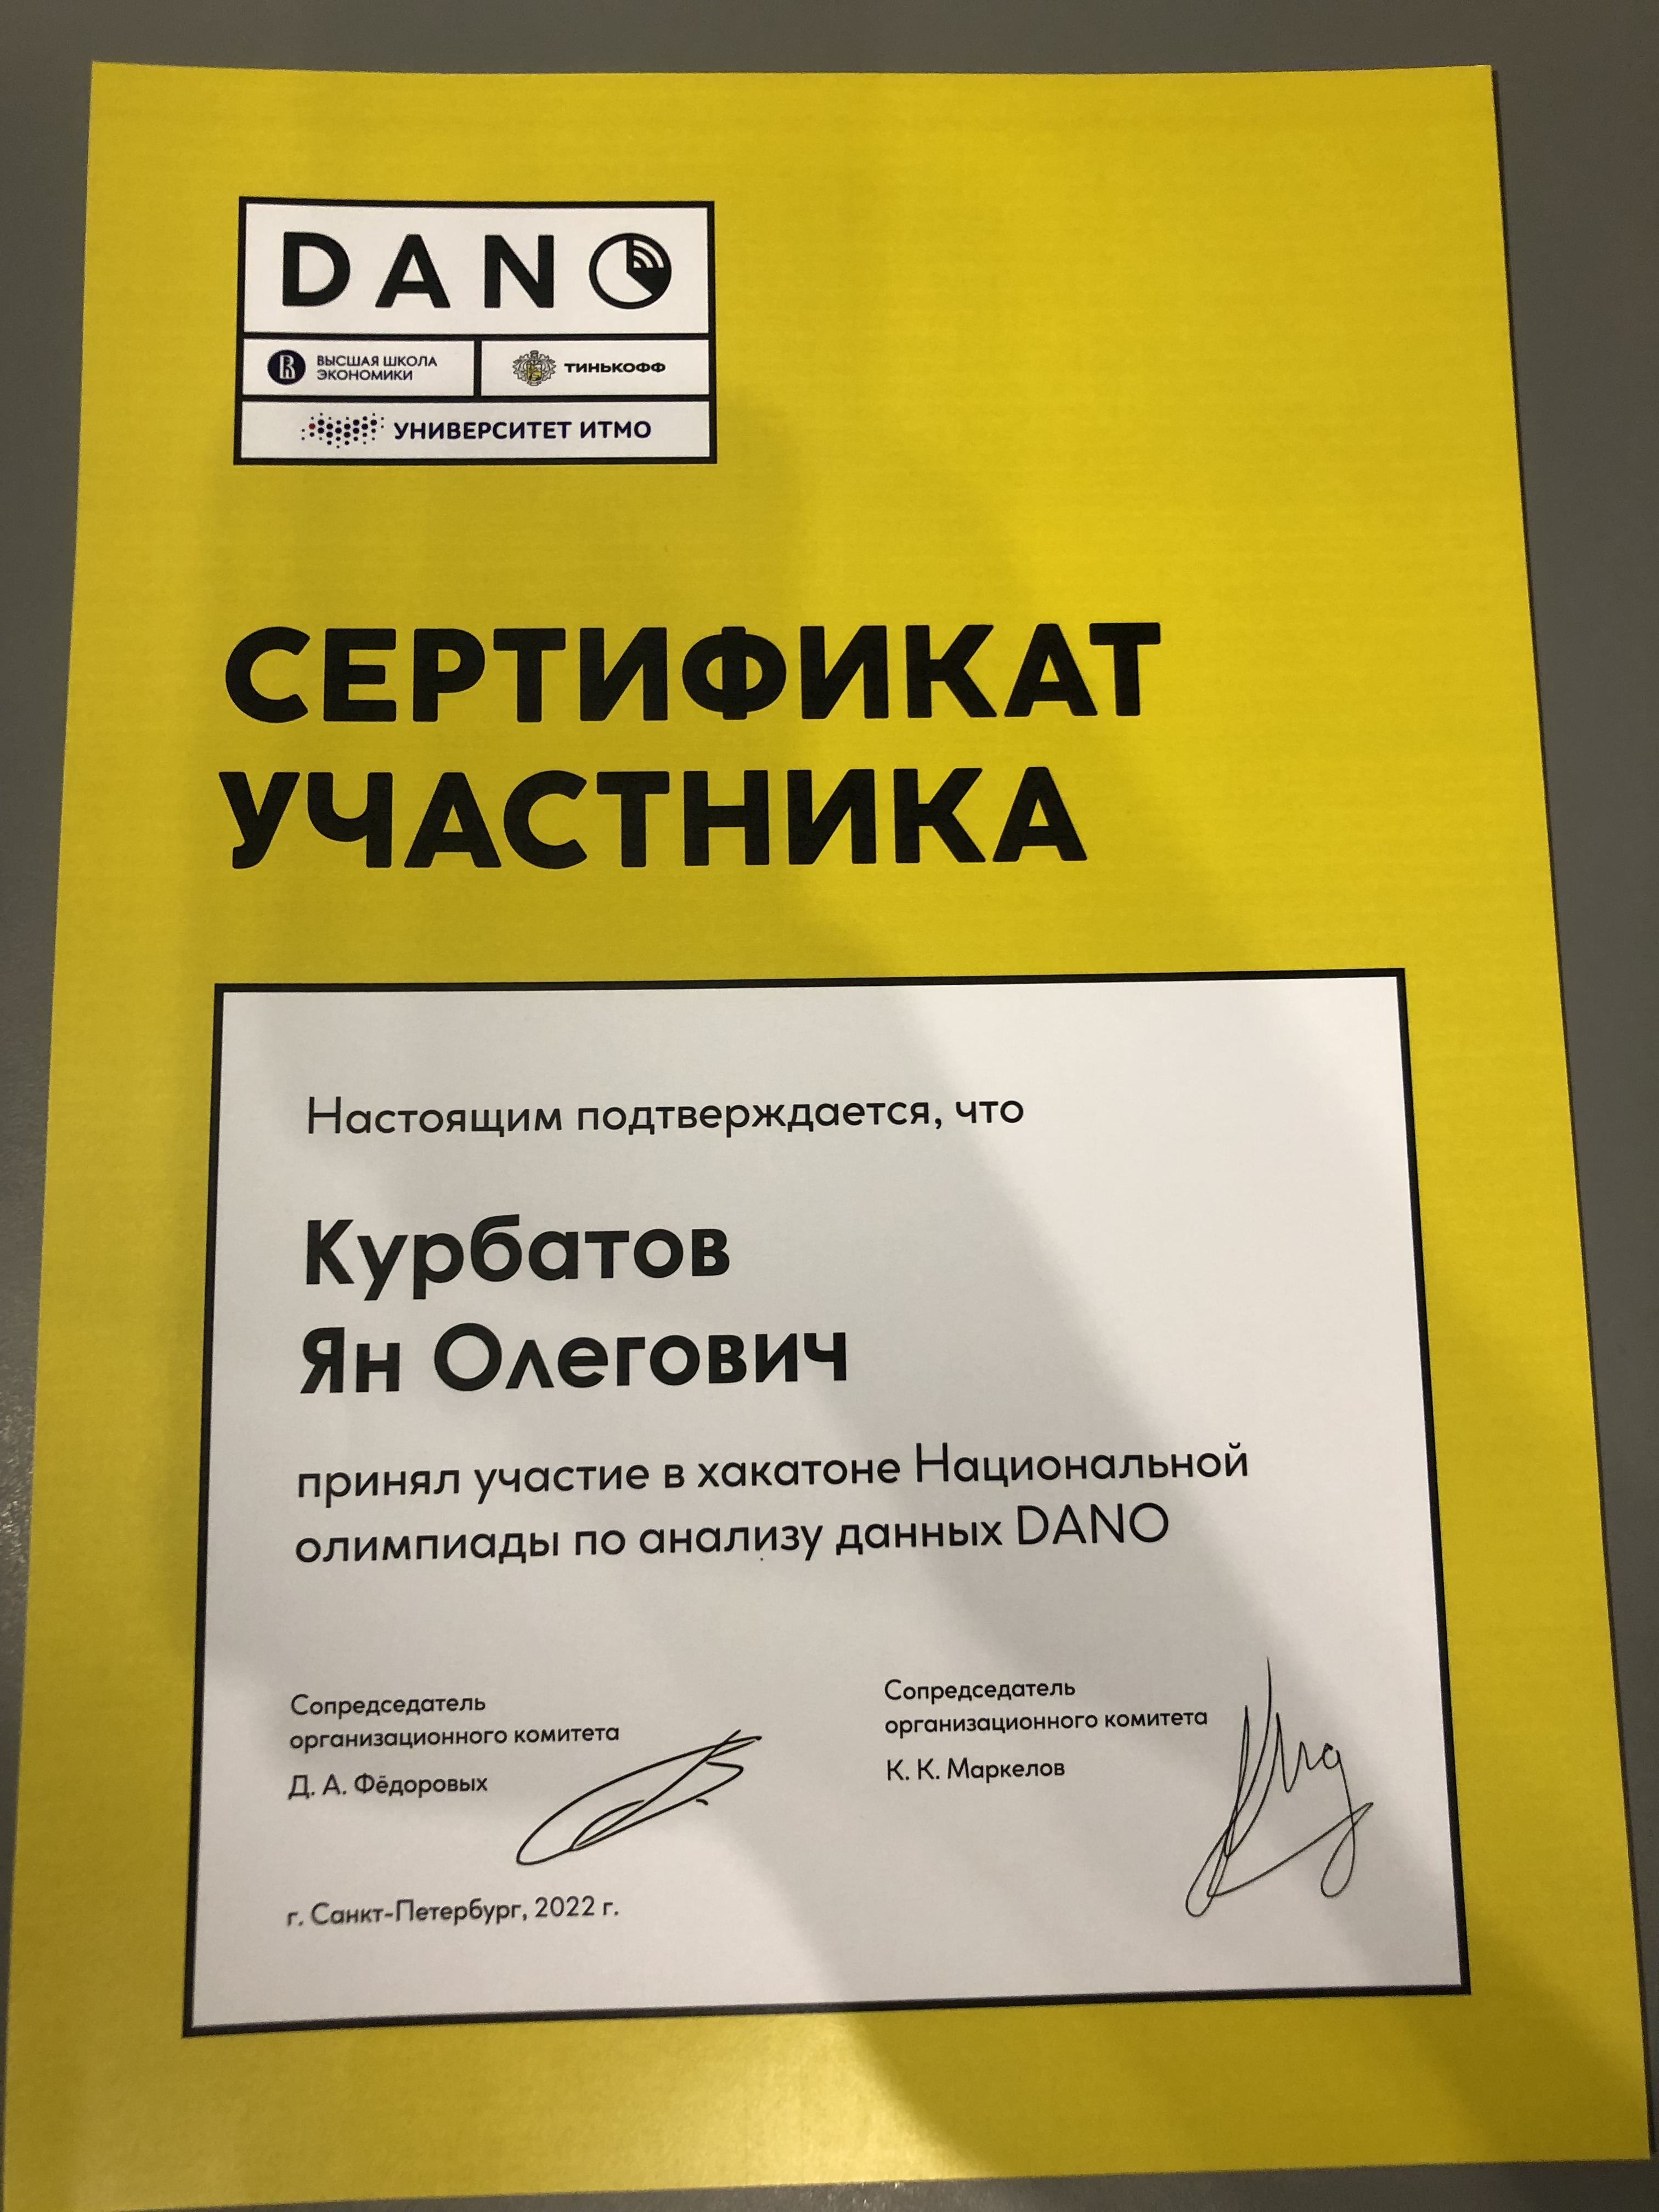 DANO
ВЫСШАЯ ШКОЛА
ЭКОНОМИКИ
ТИНЬКОФФ
УНИВЕРСИТЕТ ИТМО
СЕРТИФИКАТ
УЧАСТНИКА
Настоящим подтверждается, что
Курбатов
Ян Олегович
принял участие в хакатоне Национальной
олимпиады по анализу данных DANO
Сопредседатель
организационного комитета
Д. А. Фёдоровых
Сопредседатель
организационного комитета
К. К. Маркелов
г. Санкт-Петербург, 2022 г.